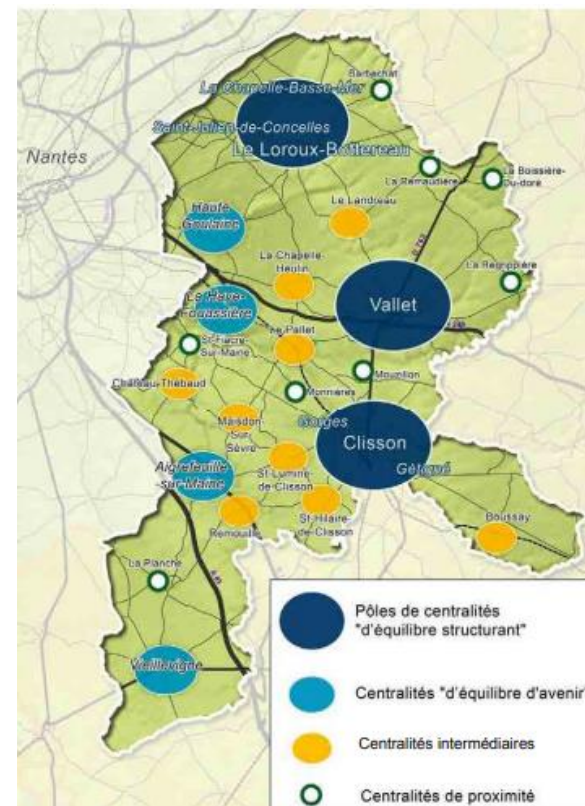 La Chapelle-Basse-Mer
Barbechat
Saint-Julien-de-Concelles
Le Loroux-Bottereau
Nantes
La Remaudière
La Boissière-
Du-doré
Le Landreau
Haute
Goulaine
La Chapelle-
Heulin
La Regrippière
La Haye-
Fouassière
Vallet
St-Fiacre-
Sur-Maine
Le Pallet
Château-Thébaud
Mouzillon
Monnières
Gorges
Maisdon
Sur-
Sèvre
Clisson
Gétigné
Aigrefeuille
-sur-Maine
St-Lumine-
de-Clisson
Remouillé
St-Hilaire-
de-Clisson
Boussay
La Planche
Vieillevigne
Pôles de centralités
"d'équilibre structurant"
Centralités "d'équilibre d'avenir"
Centralités intermédiaires
Centralités de proximité